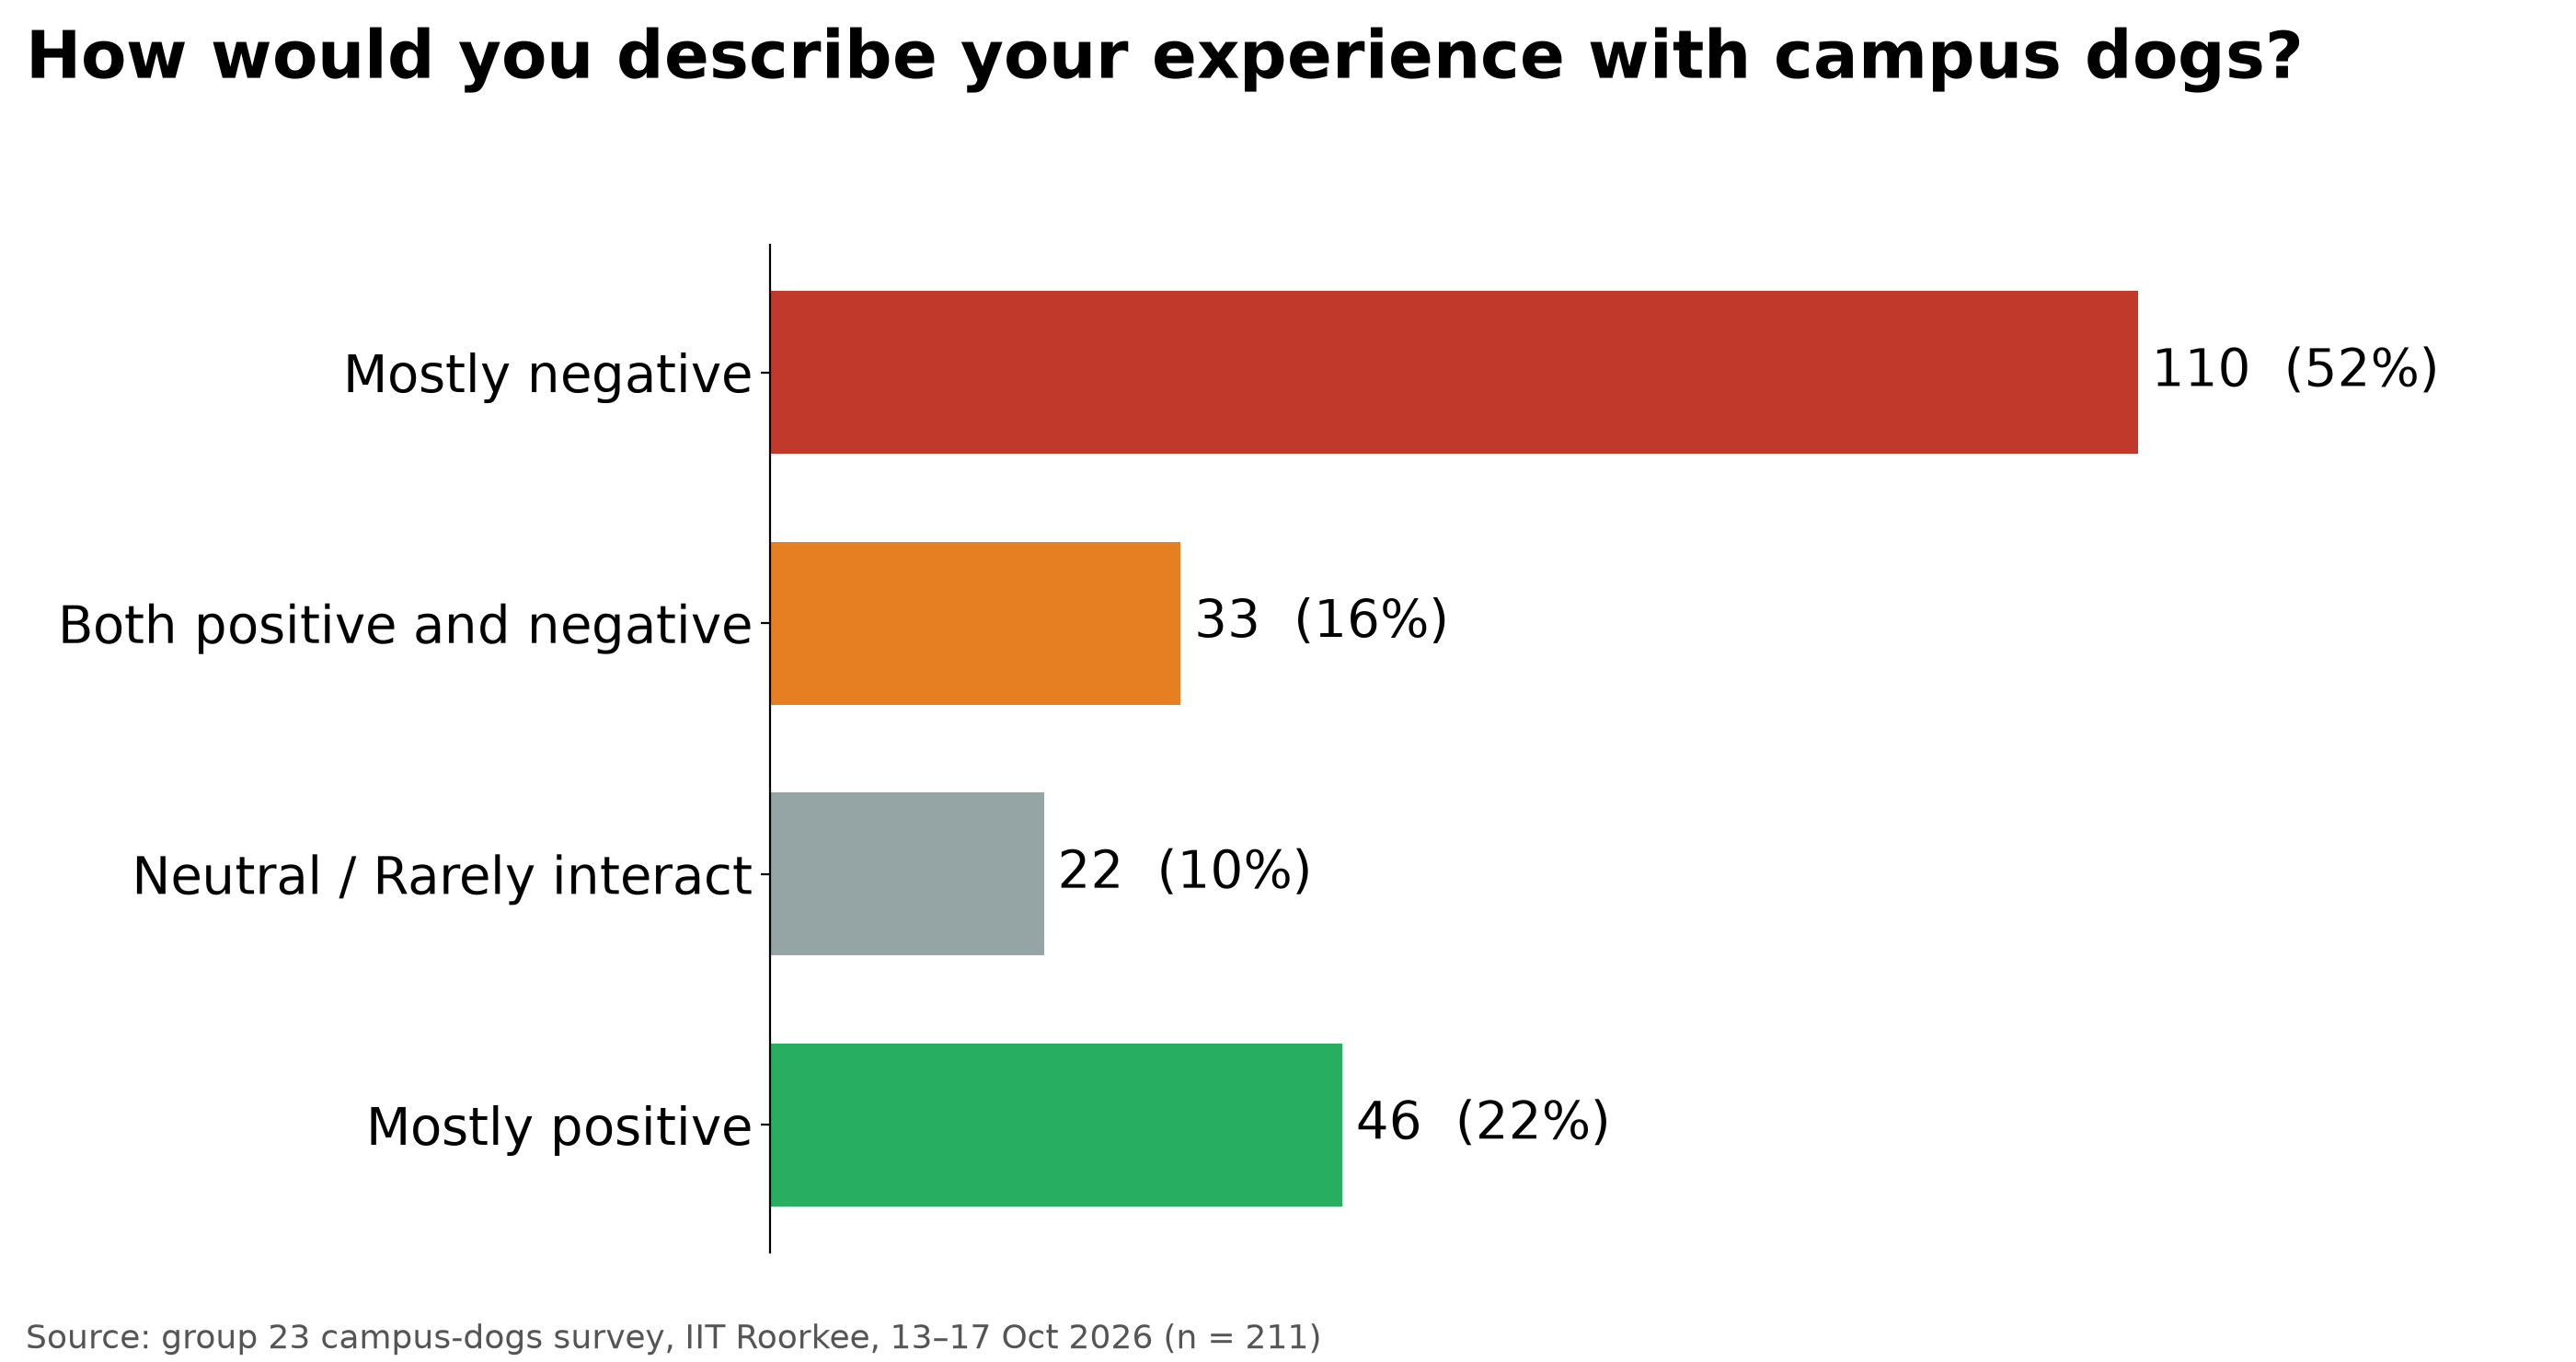 How would you describe your experience with campus dogs?
Mostly negative 110 (52%)
Both positive and negative 33 (16%)
Neutral / Rarely interact 22 (10%)
Mostly positive 46 (22%)
Source: group 23 campus-dogs survey, IIT Roorkee, 13–17 Oct 2026 (n = 211)